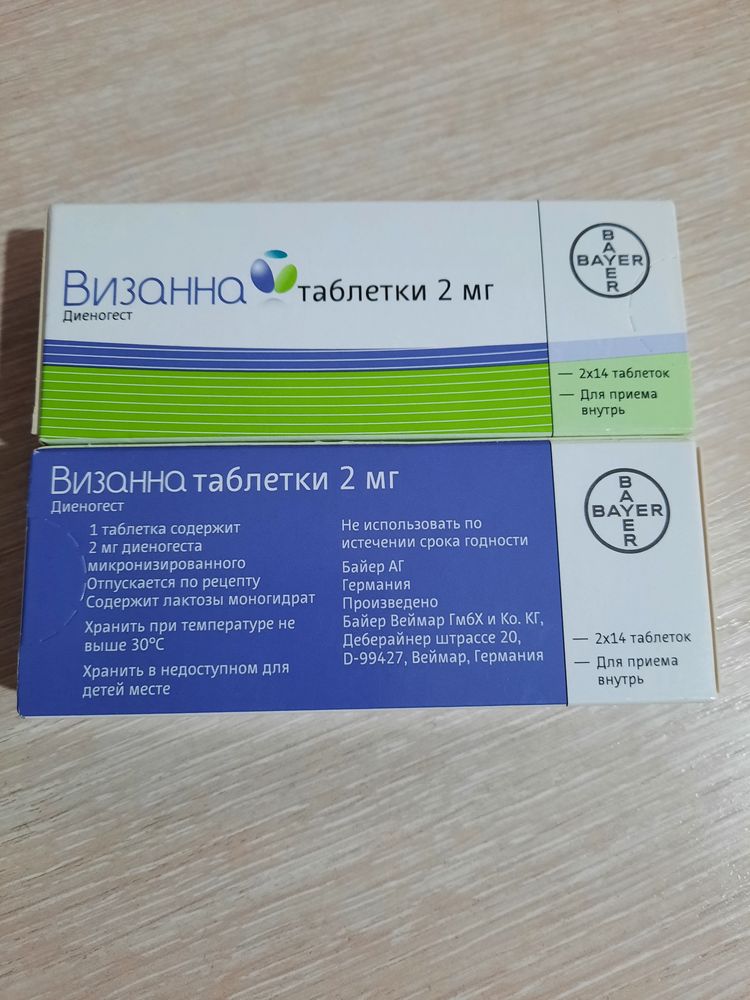 Визанна таблетки 2 мг
Диеногест
BAYER
BAYER
— 2x14 таблеток
— Для приема
внутрь
Визанна таблетки 2 мг
Диеногест
1 таблетка содержит
2 мг диеногеста
микронизированного
Отпускается по рецепту
Содержит лактозы моногидрат
Хранить при температуре не
выше 30°C
Хранить в недоступном для
детей месте
Не использовать по
истечении срока годности
Байер АГ
Германия
Произведено
Байер Веймар ГмбХ и Ко. КГ,
Деберайнер штрассе 20,
D-99427, Веймар, Германия
BAYER
BAYER
— 2x14 таблеток
— Для приема
внутрь